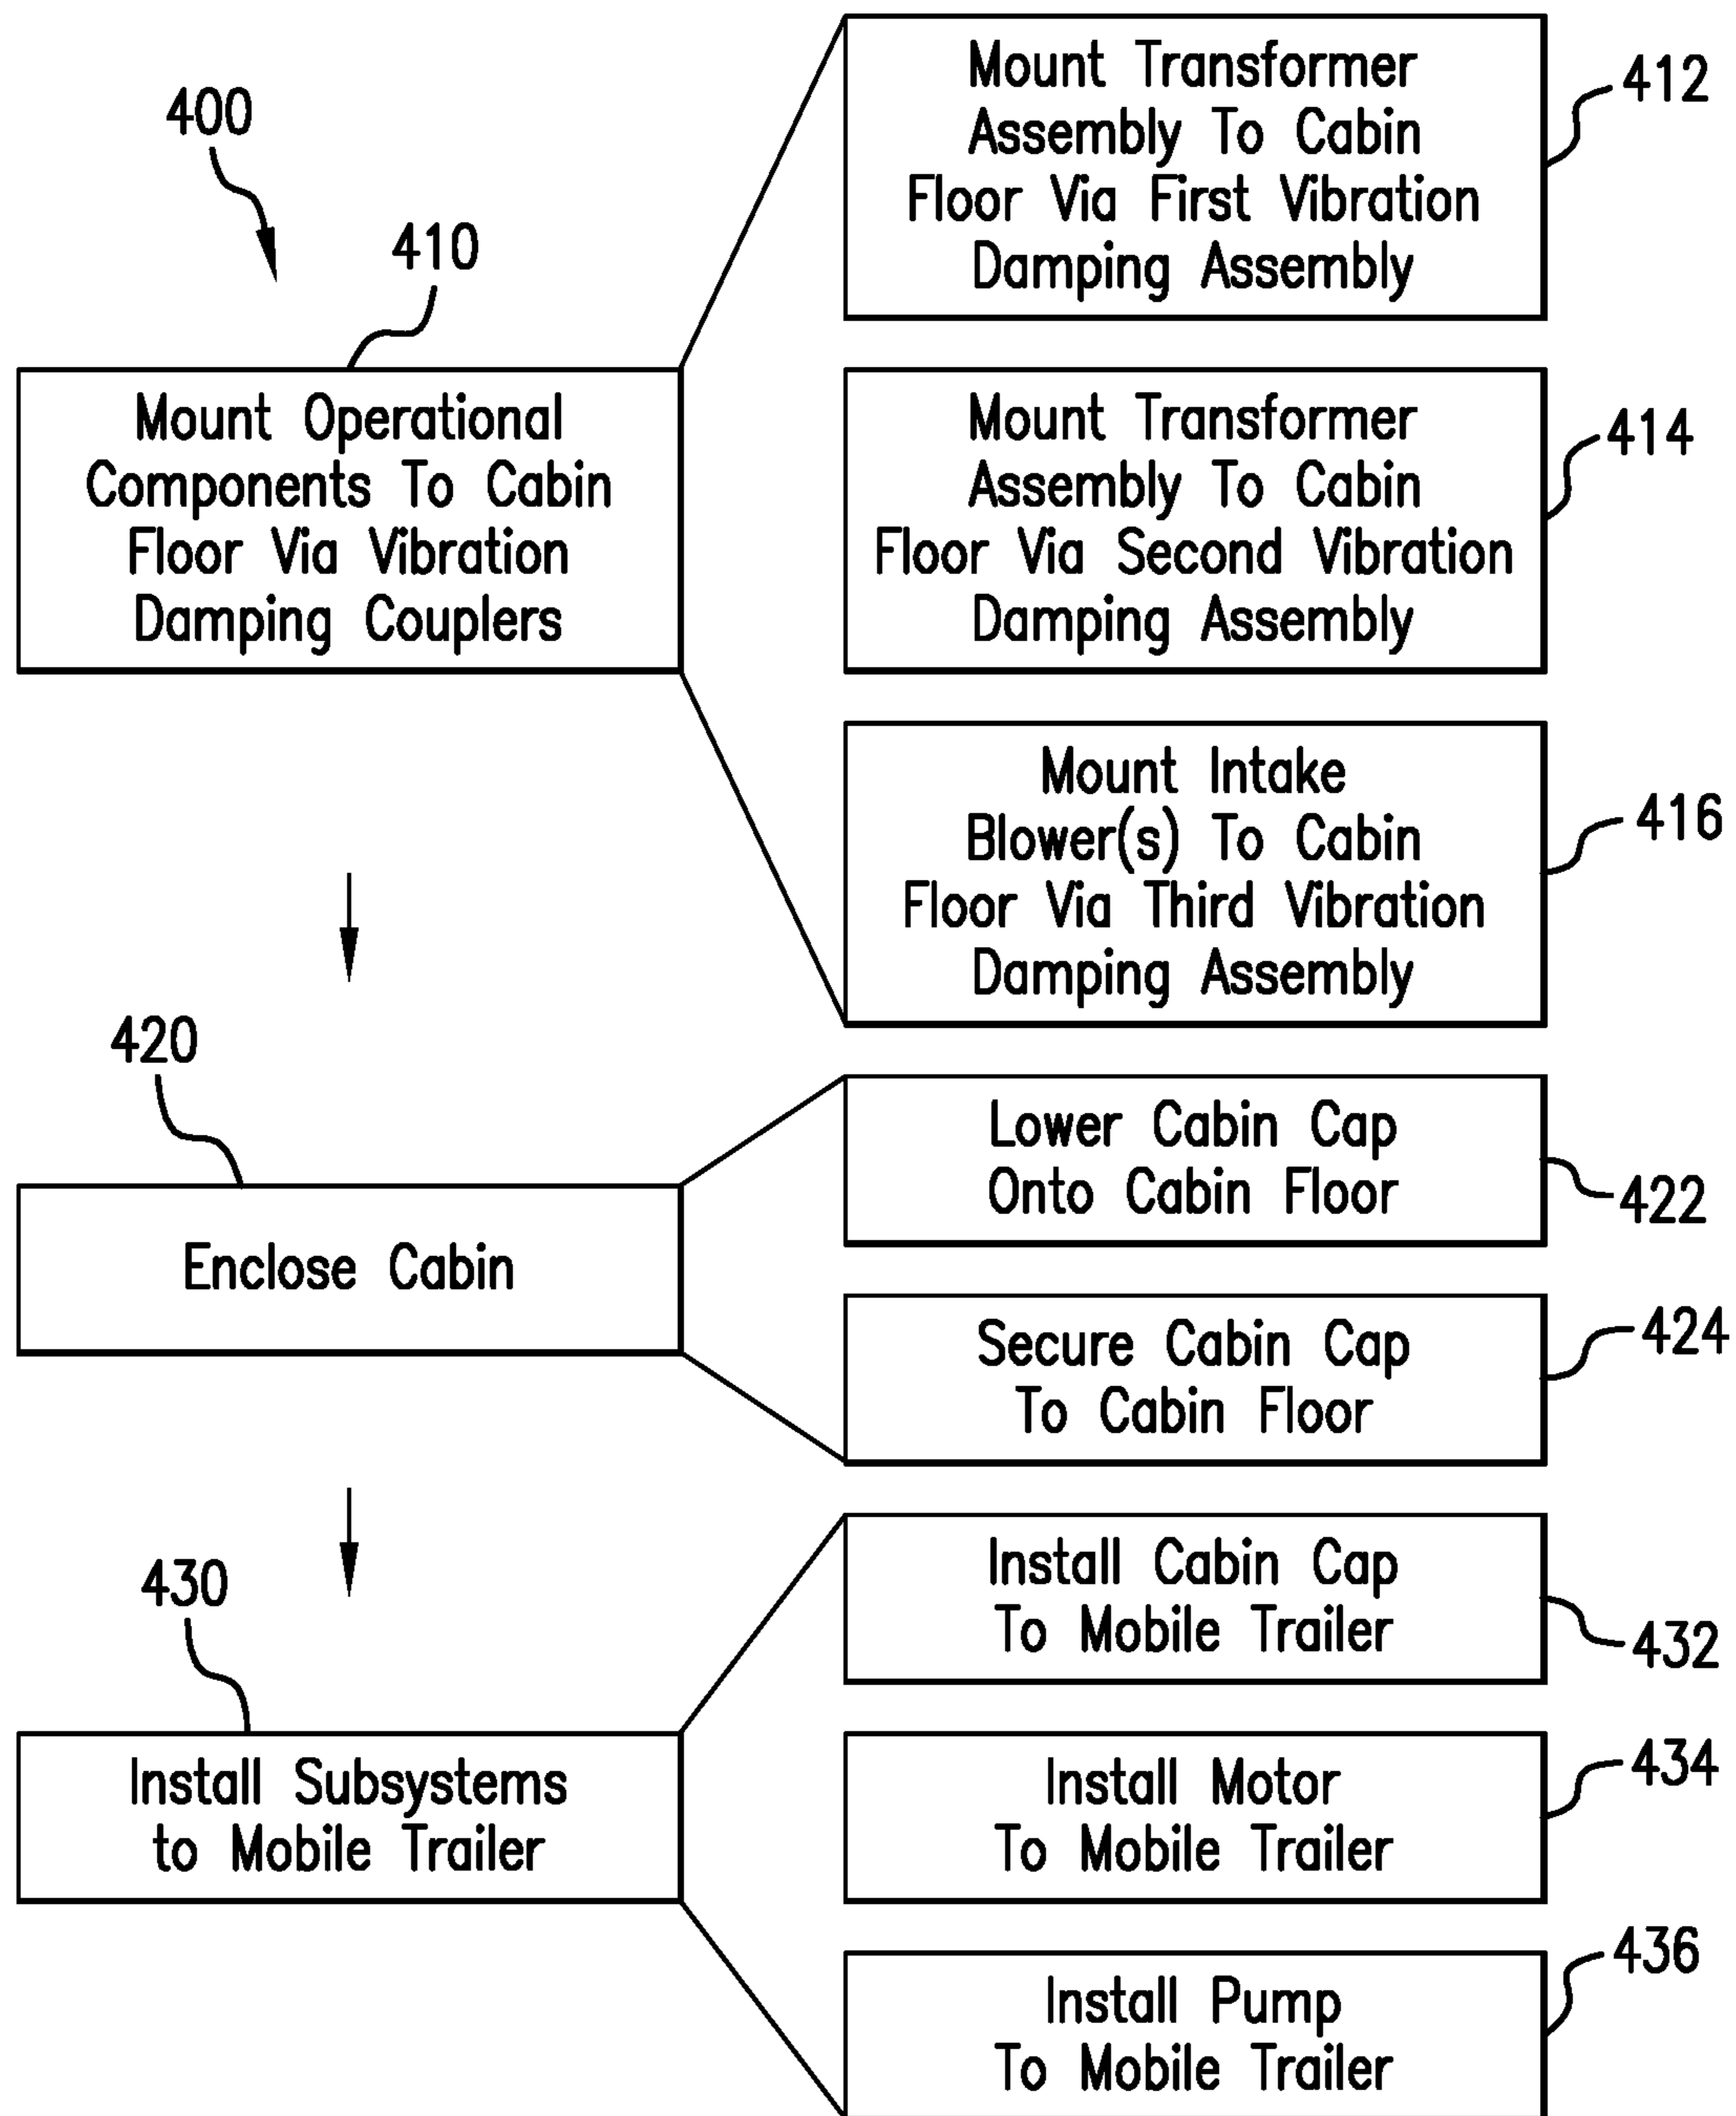 400
410
Mount Operational
Components To Cabin
Floor Via Vibration
Damping Couplers
Mount Transformer
Assembly To Cabin
Floor Via First Vibration
Damping Assembly
412
Mount Transformer
Assembly To Cabin
Floor Via Second Vibration
Damping Assembly
414
Mount Intake
Blower(s) To Cabin
Floor Via Third Vibration
Damping Assembly
416
420
Enclose Cabin
Lower Cabin Cap
Onto Cabin Floor
422
Secure Cabin Cap
To Cabin Floor
424
430
Install Subsystems
to Mobile Trailer
Install Cabin Cap
To Mobile Trailer
432
Install Motor
To Mobile Trailer
434
Install Pump
To Mobile Trailer
436